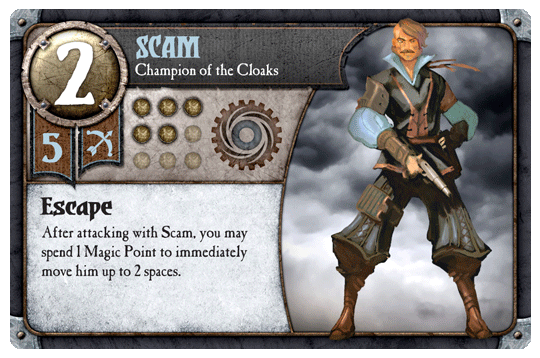 2
SCAM
Champion of the Cloaks
5
Escape
After attacking with Scam, you may
spend 1 Magic Point to immediately
move him up to 2 spaces.